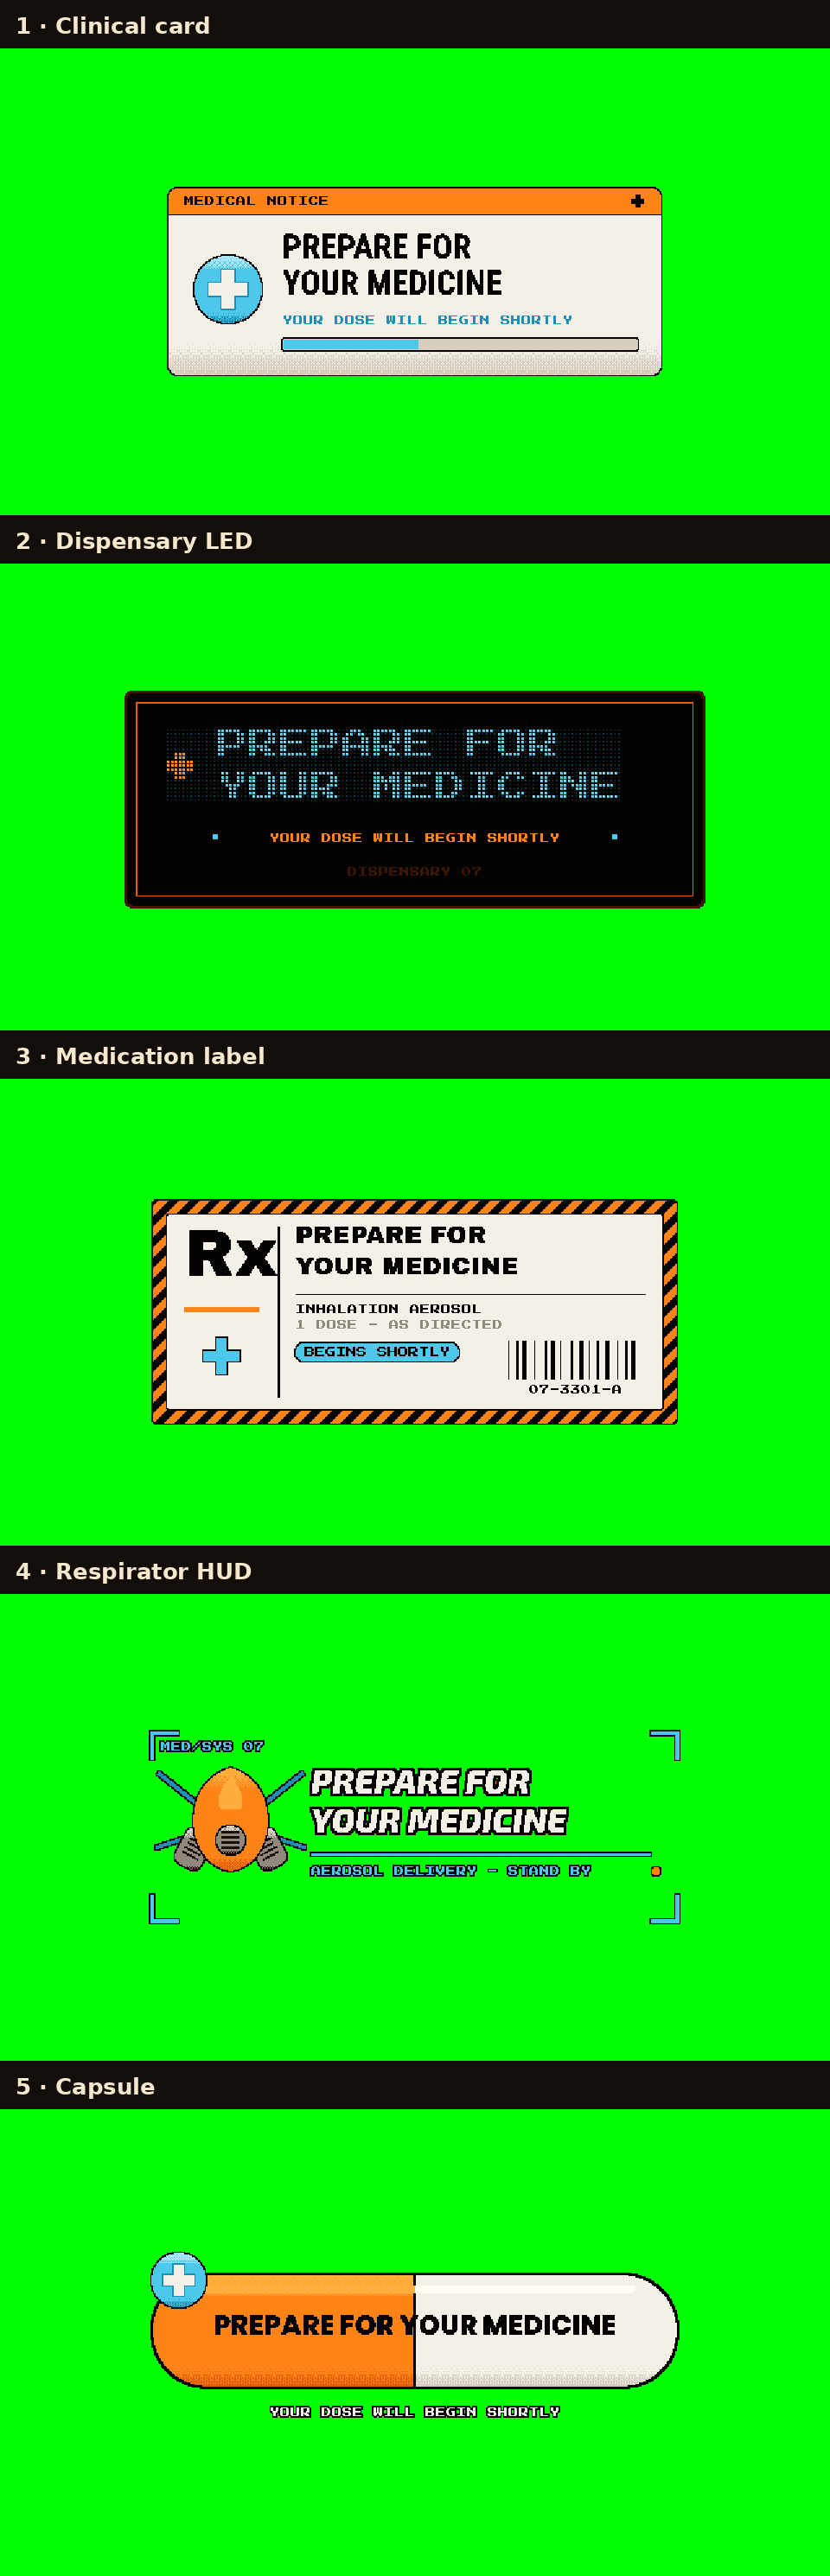 1 · Clinical card
MEDICAL NOTICE
PREPARE FOR
YOUR MEDICINE
YOUR DOSE WILL BEGIN SHORTLY
2 · Dispensary LED
PREPARE FOR
YOUR MEDICINE
YOUR DOSE WILL BEGIN SHORTLY
DISPENSARY 07
3 · Medication label
Rx
PREPARE FOR
YOUR MEDICINE
INHALATION AEROSOL
1 DOSE - AS DIRECTED
BEGINS SHORTLY
07-3301-A
4 · Respirator HUD
MED/SYS 07
PREPARE FOR
YOUR MEDICINE
AEROSOL DELIVERY - STAND BY
5 · Capsule
PREPARE FOR YOUR MEDICINE
YOUR DOSE WILL BEGIN SHORTLY